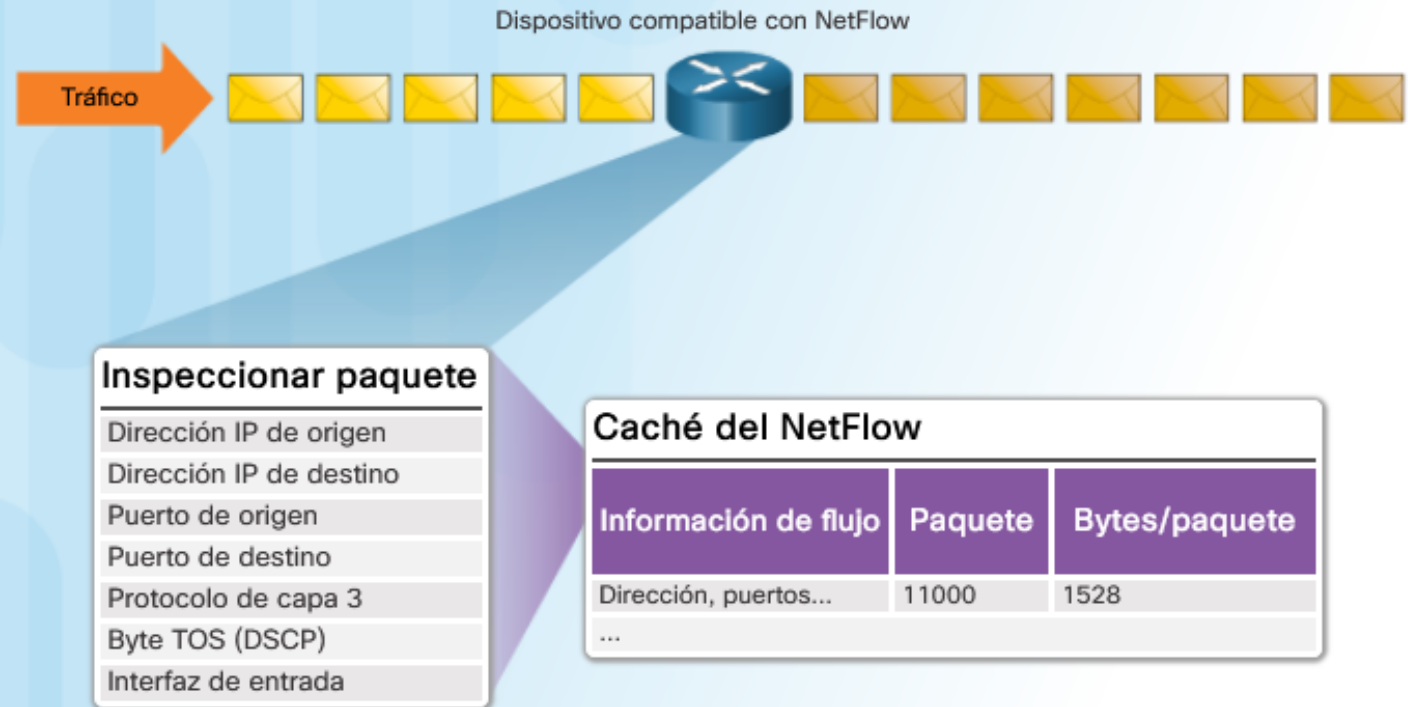 Dispositivo compatible con NetFlow
Tráfico
Inspeccionar paquete
Dirección IP de origen
Dirección IP de destino
Puerto de origen
Puerto de destino
Protocolo de capa 3
Byte TOS (DSCP)
Interfaz de entrada
Caché del NetFlow
Información de flujo Paquete Bytes/paquete
Dirección, puertos... 11000 1528
...